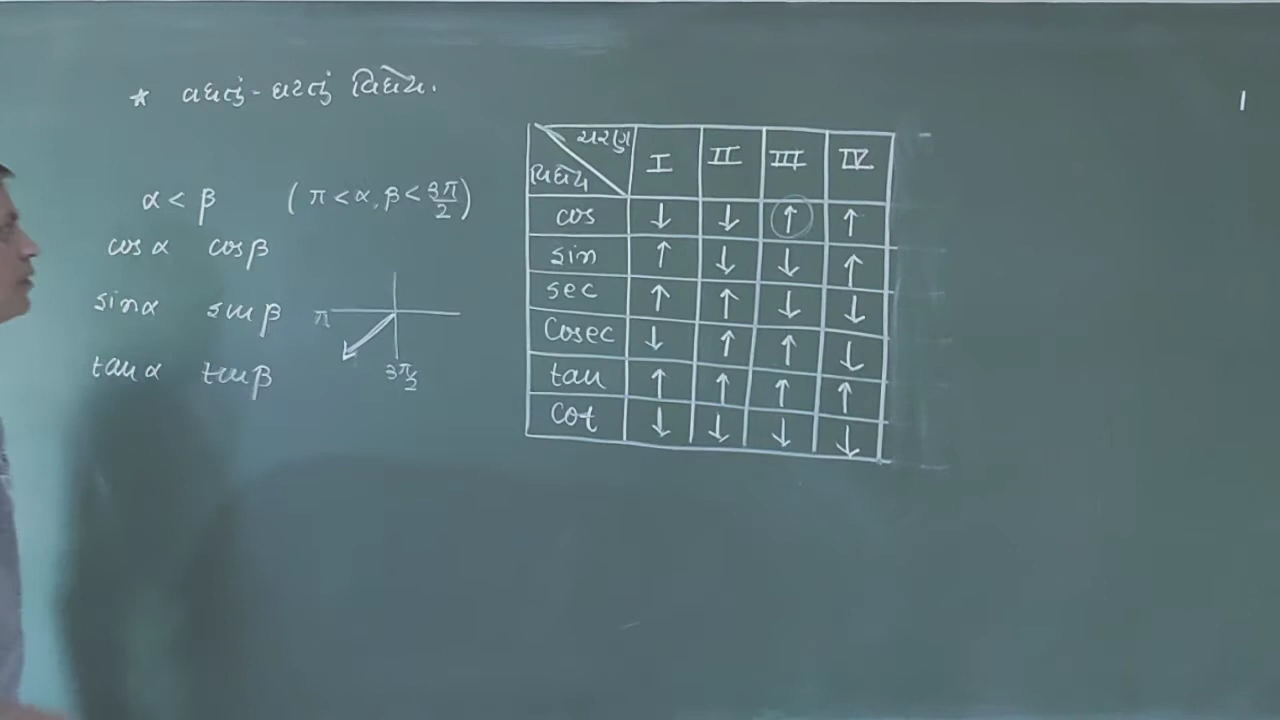 * વધતું - ઘટતું વિધેય.
1
α < β ( π < α, β < 3π/2 )
cos α cos β
sin α sin β
tan α tan β
π
3π/2
ચરણ I II III IV
વિધેય
cos ↓ ↓ ↑ ↑
sin ↑ ↓ ↓ ↑
sec ↑ ↑ ↓ ↓
Cosec ↓ ↑ ↑ ↓
tan ↑ ↑ ↑ ↑
Cot ↓ ↓ ↓ ↓